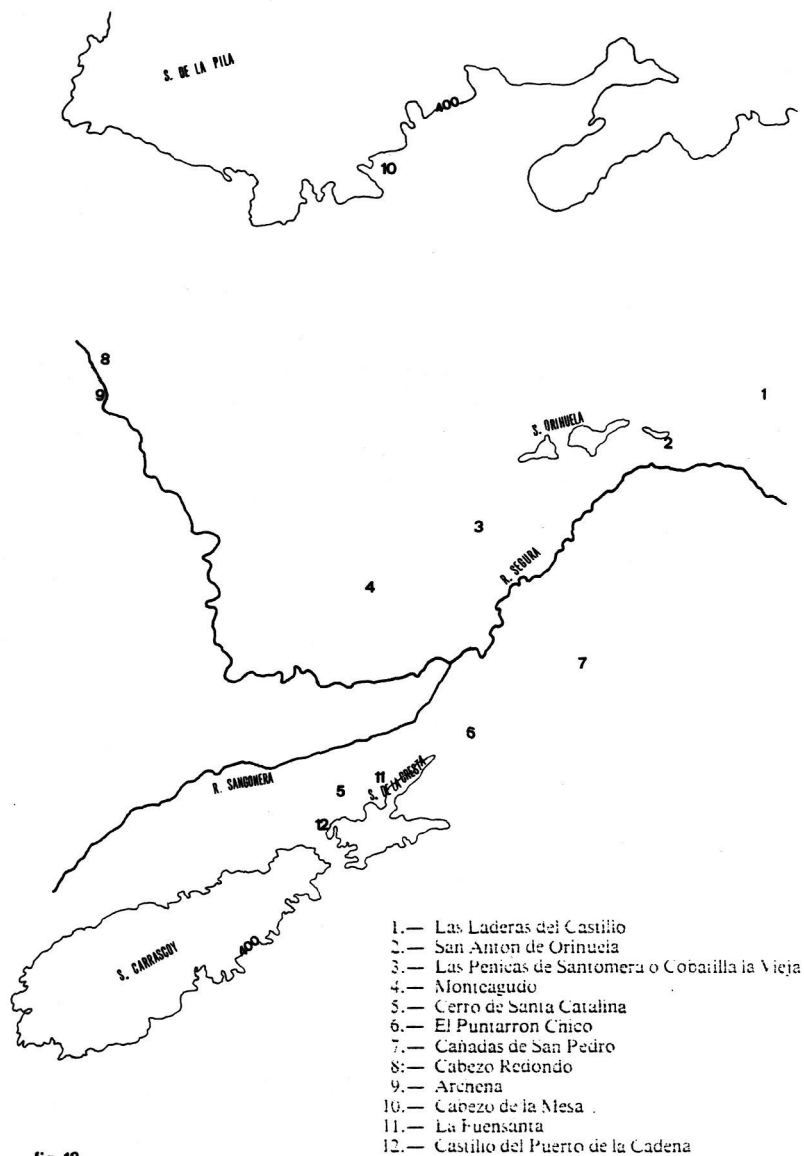 S. DE LA PILA
400
10
8
9
1
S. ORIHUELA
2
3
R. SEGURA
4
7
6
R. SANGONERA
11
S. DE LA CRESTA
5
12
400
S. CARRASCOY
1.— Las Laderas del Castillo
2.— San Anton de Orihuela
3.— Las Peñicas de Santomera o Cobatilla la Vieja
4.— Monteagudo
5.— Cerro de Santa Catalina
6.— El Puntarron Chico
7.— Cañadas de San Pedro
8:— Cabezo Redondo
9.— Archena
10.— Cabezo de la Mesa
11.— La Fuensanta
12.— Castillo del Puerto de la Cadena